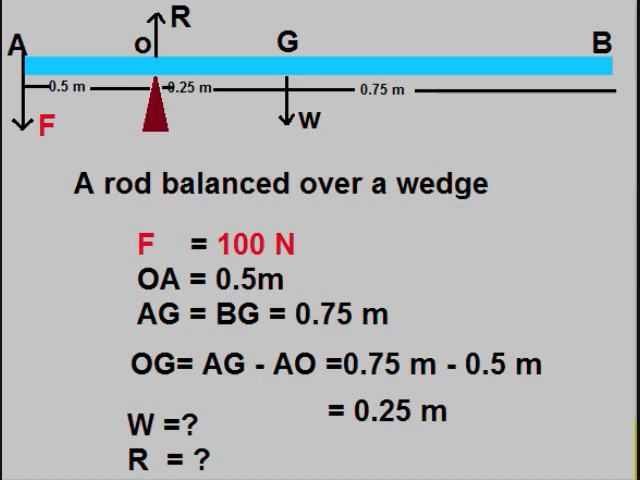 R
A O G B
0.5 m 0.25 m 0.75 m
F W
A rod balanced over a wedge
F = 100 N
OA = 0.5m
AG = BG = 0.75 m
OG= AG - AO =0.75 m - 0.5 m
= 0.25 m
W =?
R = ?